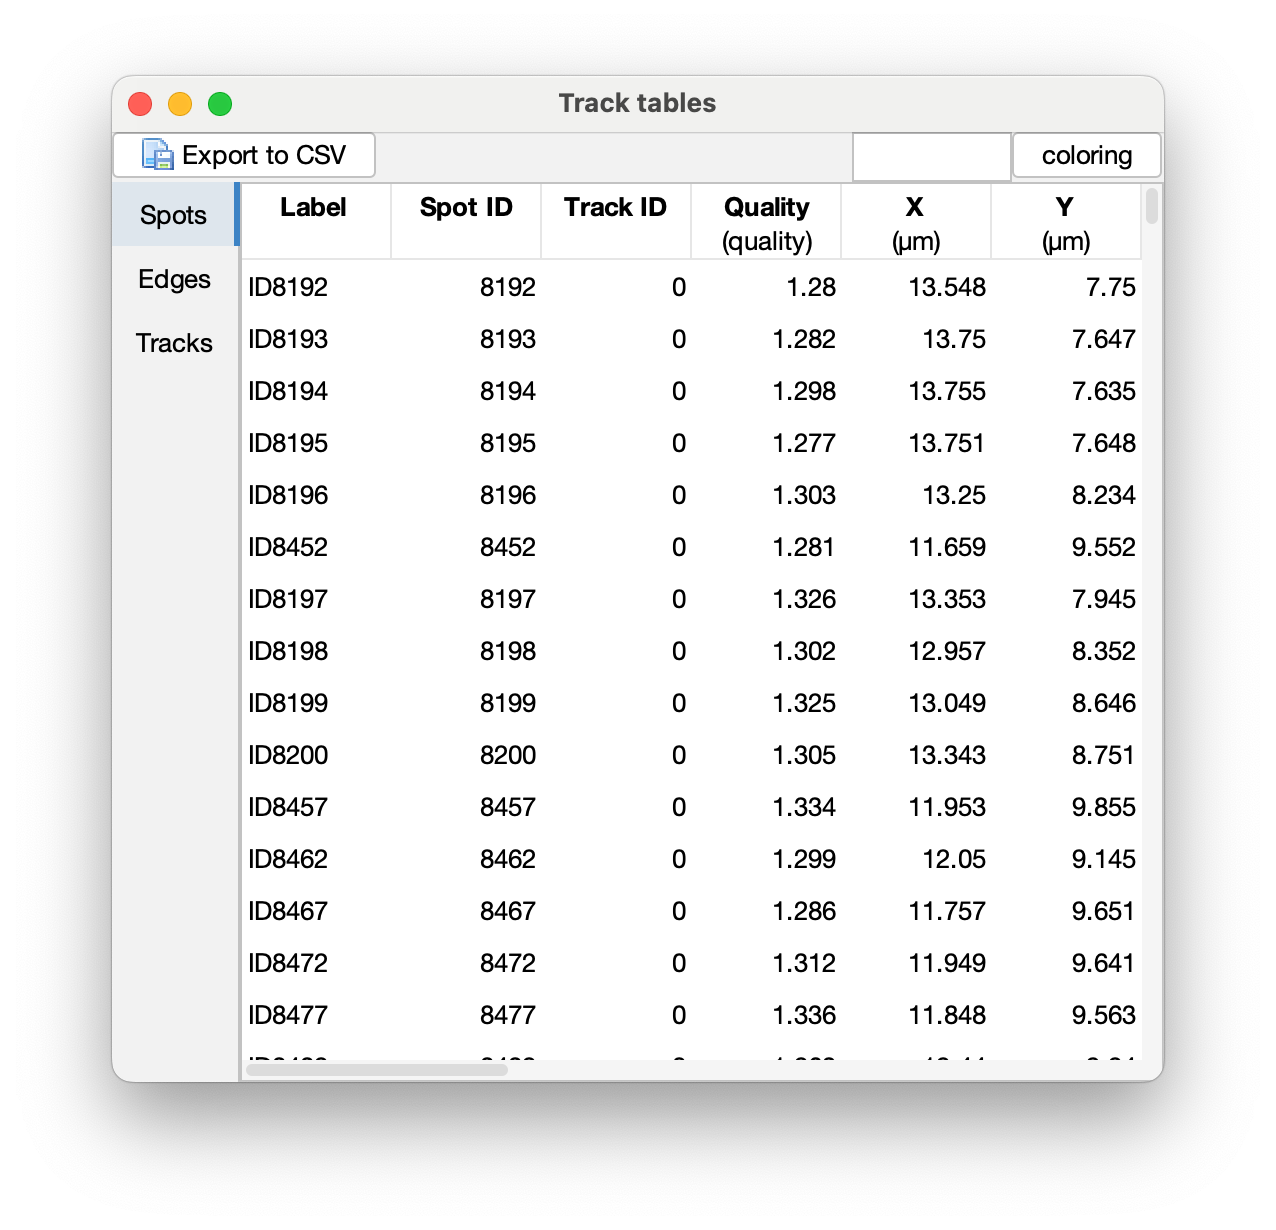 Track tables
Export to CSV
coloring
Spots
Edges
Tracks
Label Spot ID Track ID Quality X Y
(quality) (µm) (µm)
ID8192 8192 0 1.28 13.548 7.75
ID8193 8193 0 1.282 13.75 7.647
ID8194 8194 0 1.298 13.755 7.635
ID8195 8195 0 1.277 13.751 7.648
ID8196 8196 0 1.303 13.25 8.234
ID8452 8452 0 1.281 11.659 9.552
ID8197 8197 0 1.326 13.353 7.945
ID8198 8198 0 1.302 12.957 8.352
ID8199 8199 0 1.325 13.049 8.646
ID8200 8200 0 1.305 13.343 8.751
ID8457 8457 0 1.334 11.953 9.855
ID8462 8462 0 1.299 12.05 9.145
ID8467 8467 0 1.286 11.757 9.651
ID8472 8472 0 1.312 11.949 9.641
ID8477 8477 0 1.336 11.848 9.563